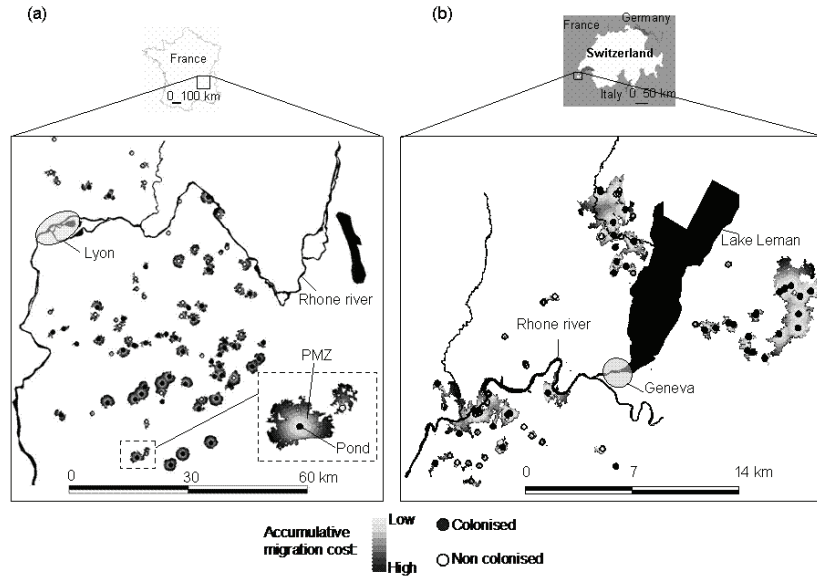 (a)
France
0 100 km
Lyon
Rhone river
PMZ
Pond
0 30 60 km
(b)
France
Germany
Switzerland
Italy 0 50 km
Lake Leman
Rhone river
Geneva
0 7 14 km
Accumulative
migration cost:
Low
High
Colonised
Non colonised